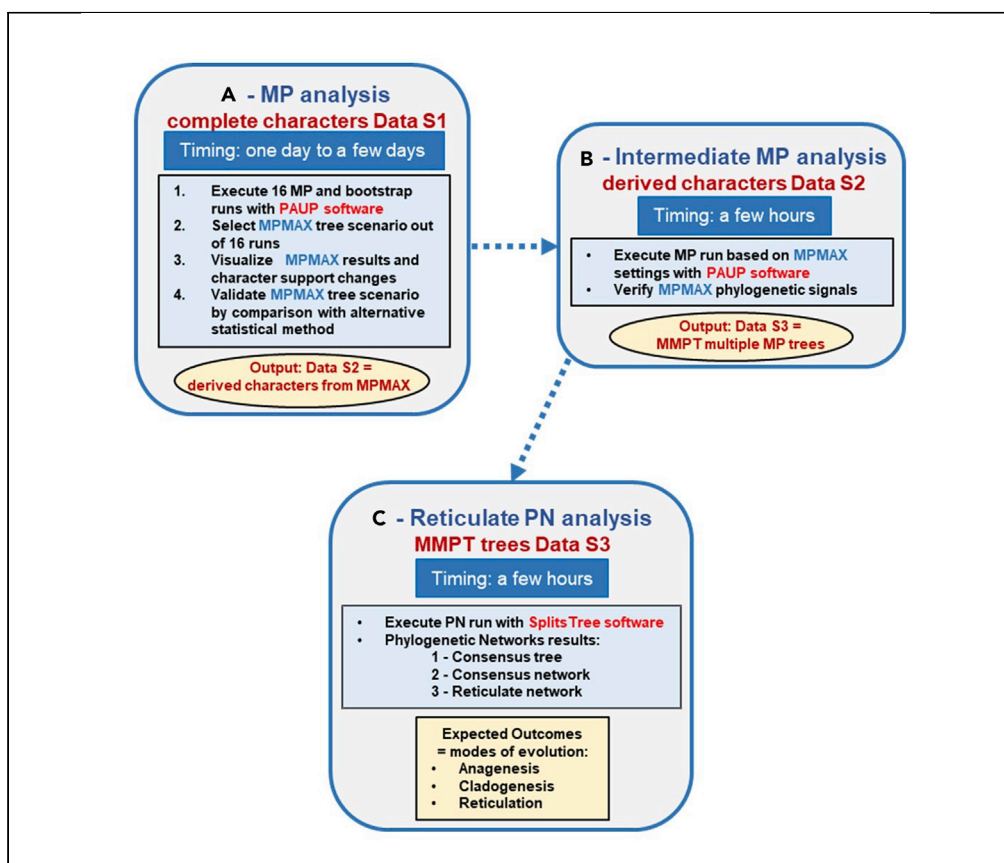 A - MP analysis
complete characters Data S1
Timing: one day to a few days
1. Execute 16 MP and bootstrap
runs with PAUP software
2. Select MPMAX tree scenario out
of 16 runs
3. Visualize MPMAX results and
character support changes
4. Validate MPMAX tree scenario
by comparison with alternative
statistical method
Output: Data S2 =
derived characters from MPMAX
B - Intermediate MP analysis
derived characters Data S2
Timing: a few hours
• Execute MP run based on MPMAX
settings with PAUP software
• Verify MPMAX phylogenetic signals
Output: Data S3 =
MMPT multiple MP trees
C - Reticulate PN analysis
MMPT trees Data S3
Timing: a few hours
• Execute PN run with SplitsTree software
• Phylogenetic Networks results:
1 - Consensus tree
2 - Consensus network
3 - Reticulate network
Expected Outcomes
= modes of evolution:
• Anagenesis
• Cladogenesis
• Reticulation